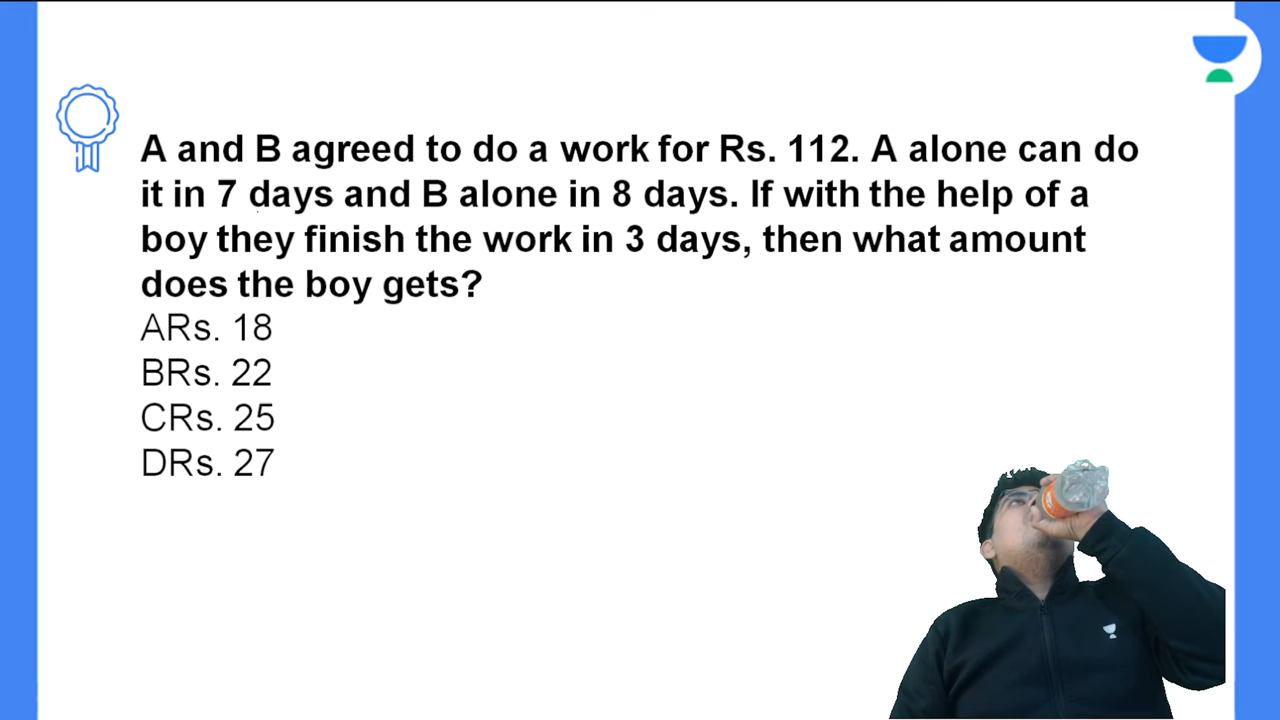 A and B agreed to do a work for Rs. 112. A alone can do
it in 7 days and B alone in 8 days. If with the help of a
boy they finish the work in 3 days, then what amount
does the boy gets?
ARs. 18
BRs. 22
CRs. 25
DRs. 27